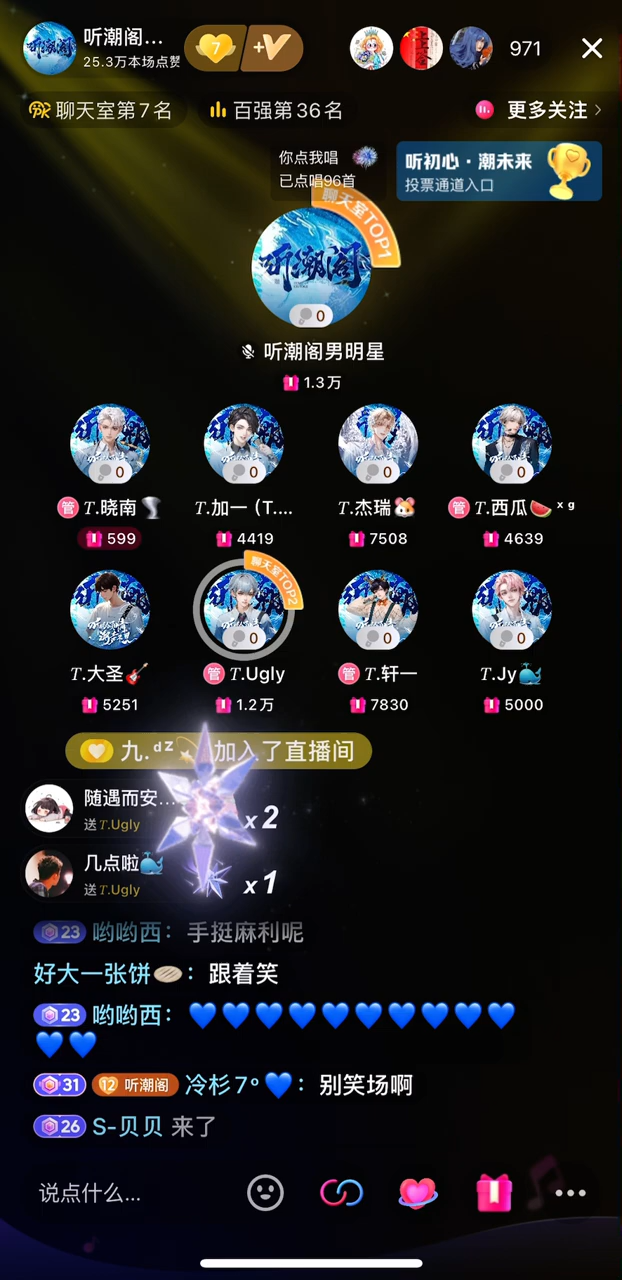 听潮阁...
25.3万本场点赞
7
+V
971
聊天室第7名
百强第36名
更多关注
你点我唱
已点唱96首
听初心·潮未来
投票通道入口
聊天室TOP1
听潮阁
0
听潮阁男明星
1.3万
0 0 0 0
管 T.晓南🌪️ T.加一（T.... T.杰瑞🐹 管 T.西瓜🍉 ˣ ᵍ
599 4419 7508 4639
聊天室TOP2
0 0 0
T.大圣🎸 管 T.Ugly 管 T.轩一 T.Jy🐳
5251 1.2万 7830 5000
九.ᵈᶻ 加入了直播间
随遇而安...
送 T.Ugly
x 2
几点啦🐳
送 T.Ugly
x 1
23 哟哟西：手挺麻利呢
好大一张饼🥖：跟着笑
23 哟哟西：💙💙💙💙💙💙💙💙💙💙
💙💙
31 12 听潮阁 冷杉7°💙：别笑场啊
26 S-贝贝 来了
说点什么...